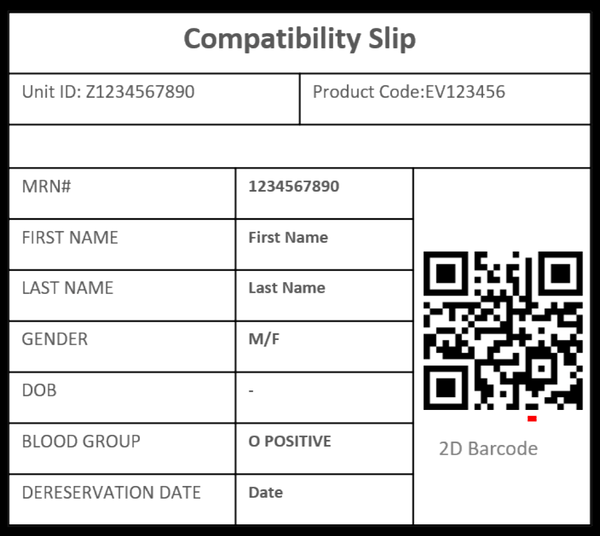 Compatibility Slip
Unit ID: Z1234567890 Product Code:EV123456
MRN# 1234567890
FIRST NAME First Name
LAST NAME Last Name
GENDER M/F
DOB -
BLOOD GROUP O POSITIVE
2D Barcode
DERESERVATION DATE Date